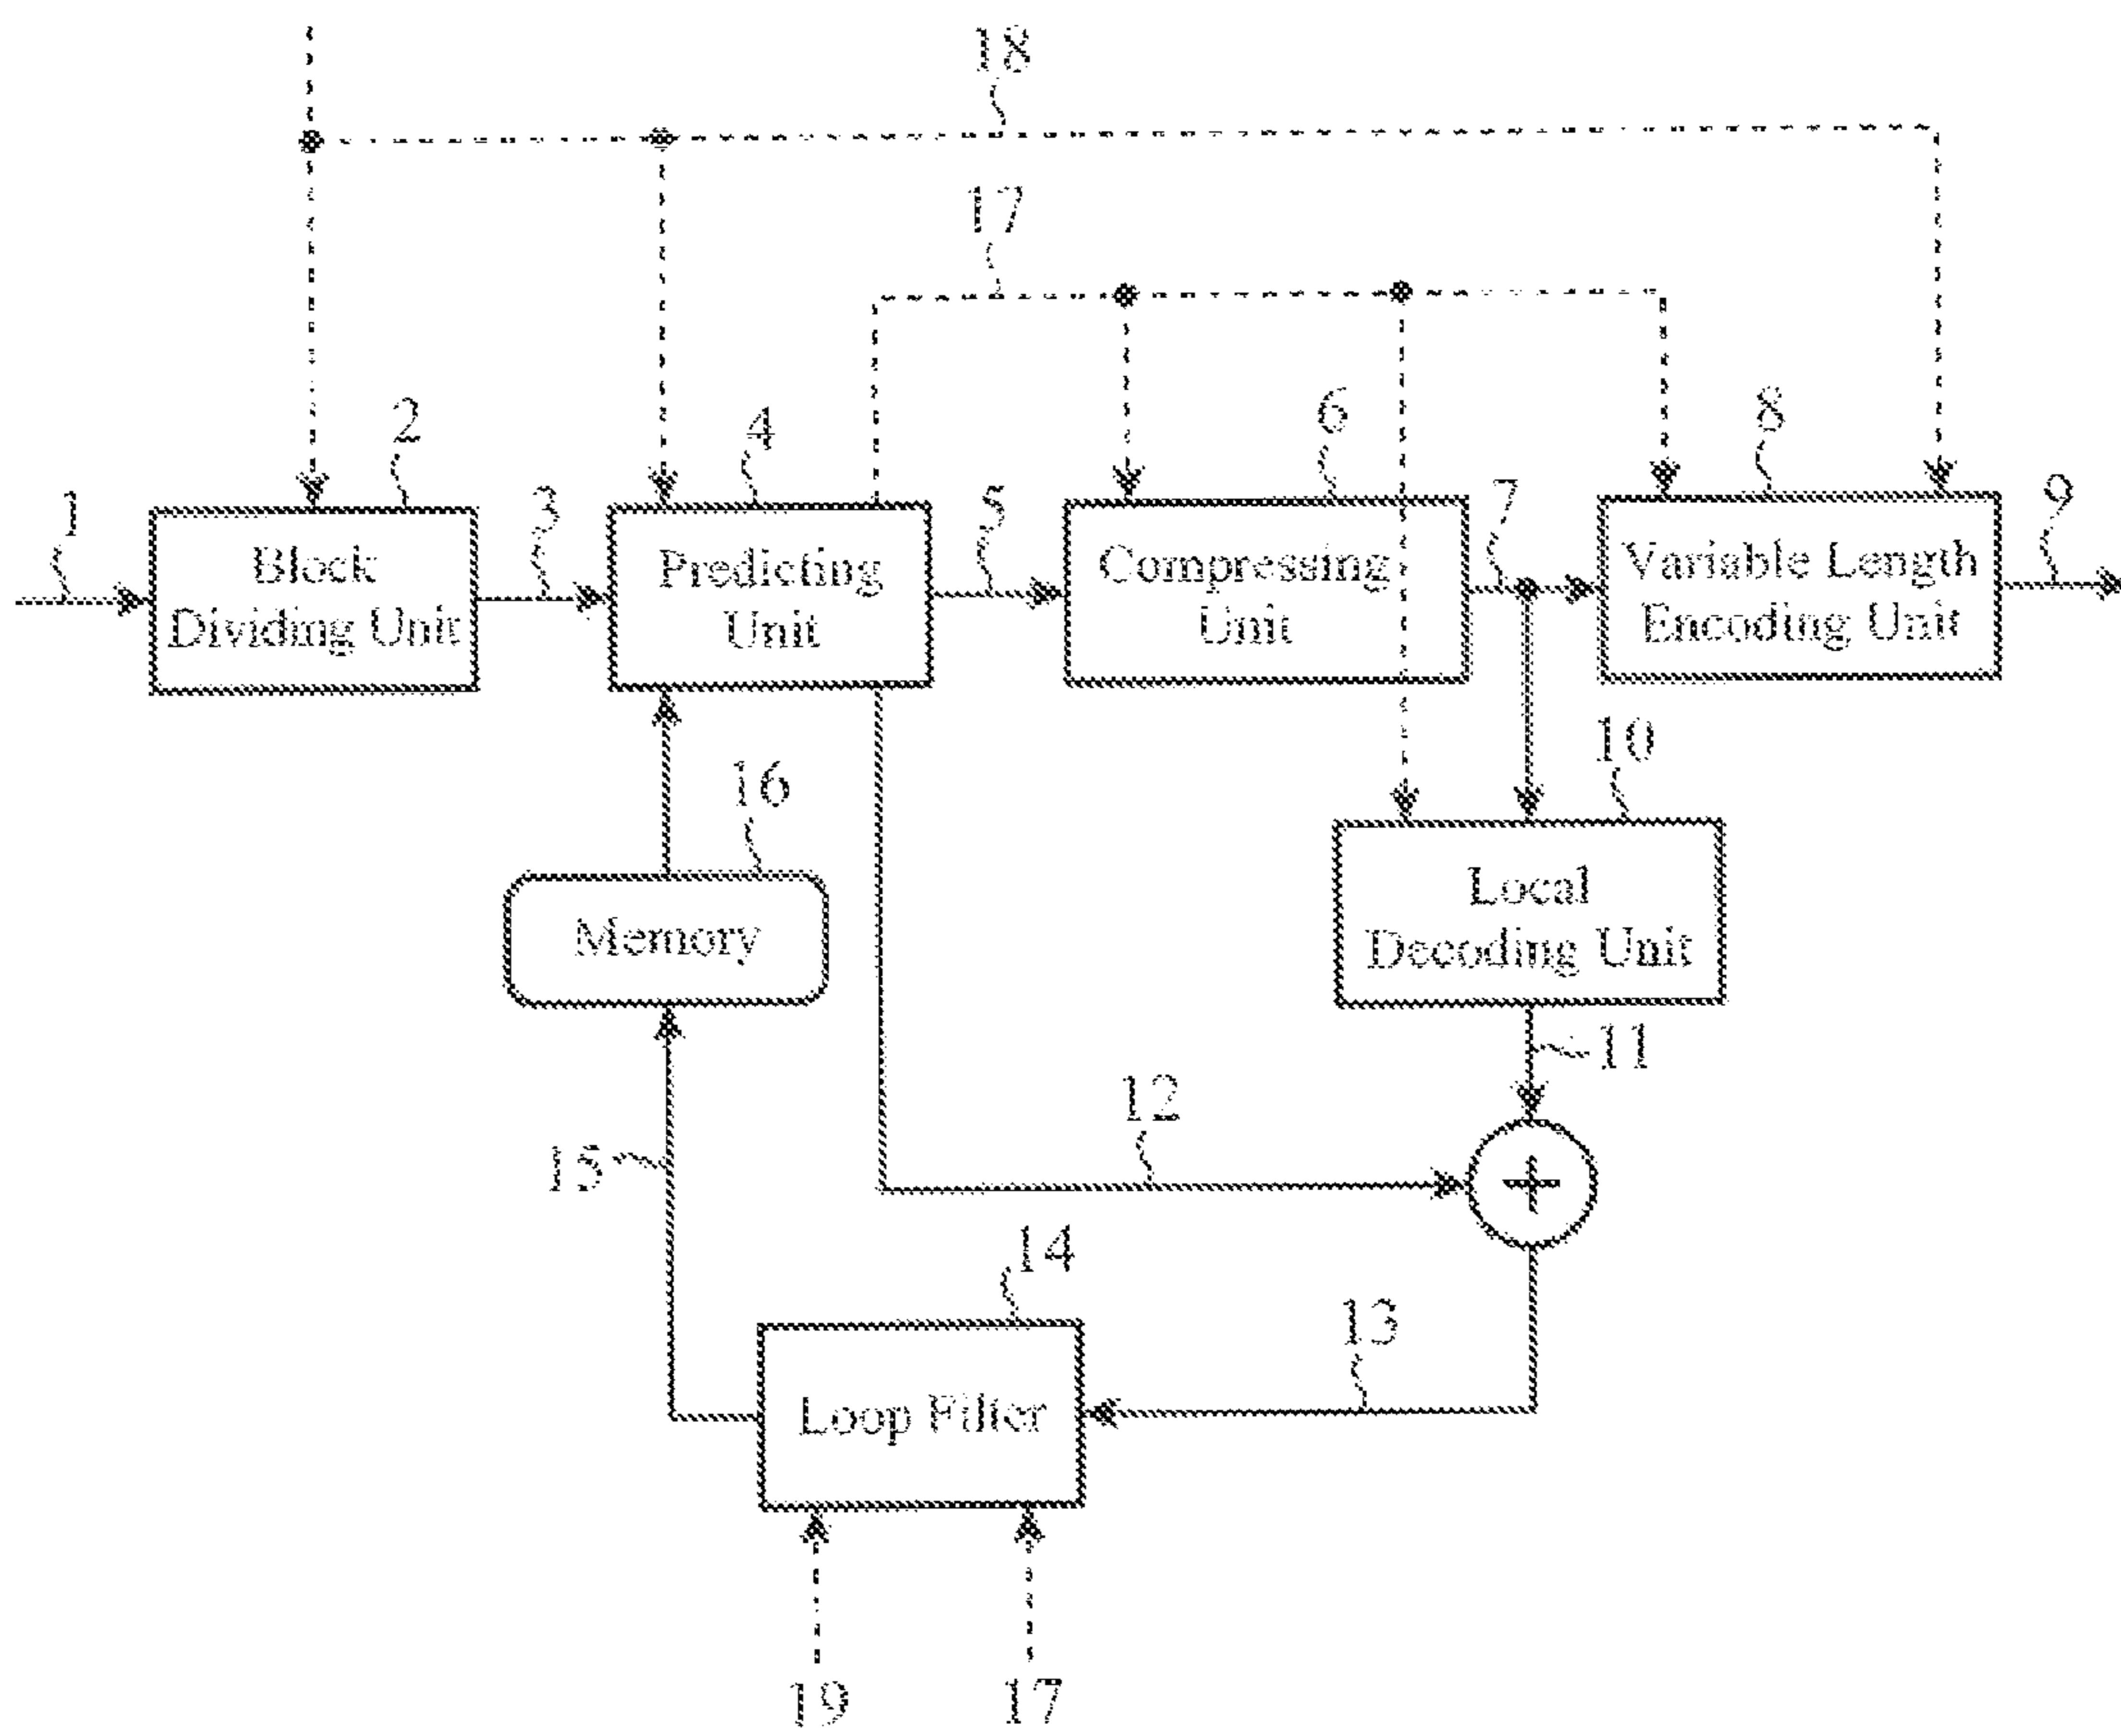 18
17
2
4
6
8
1
3
5
7
9
Block
Dividing Unit
Predicting
Unit
Compressing
Unit
Variable Length
Encoding Unit
10
16
Memory
Local
Decoding Unit
11
12
15
14
13
Loop Filter
19
17